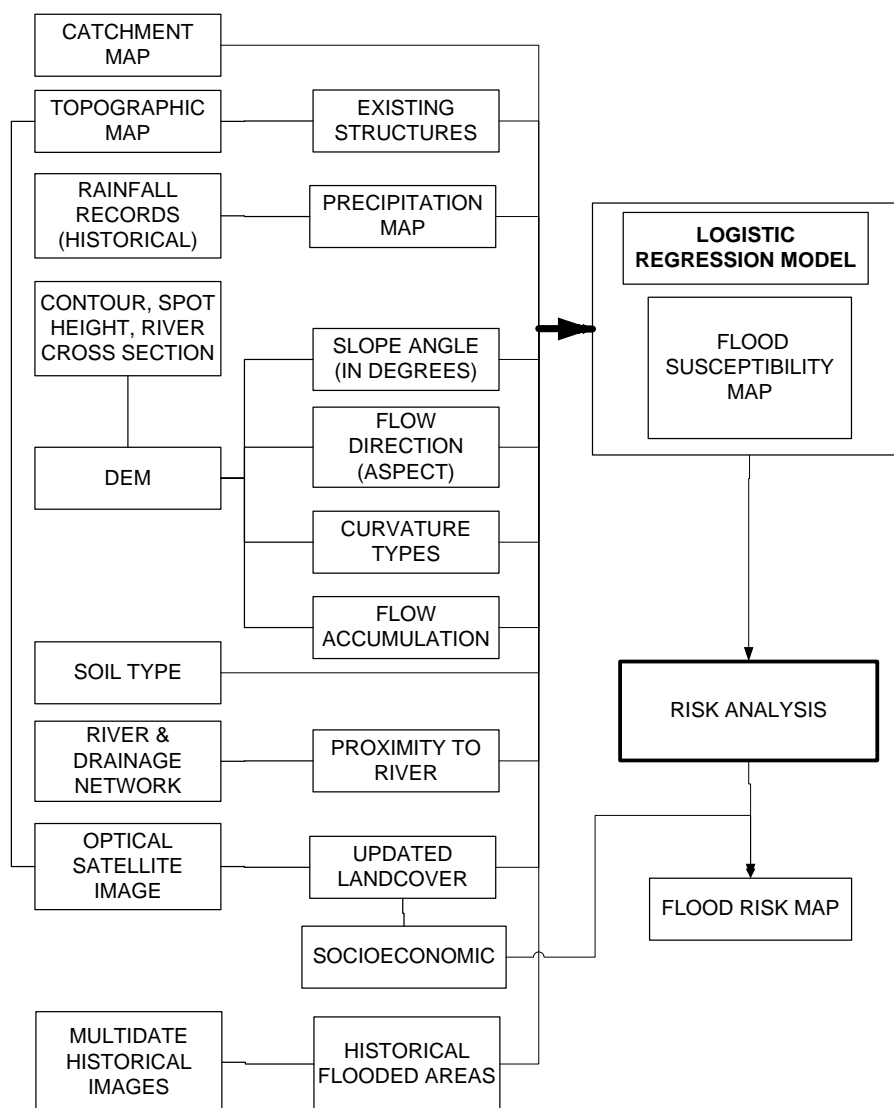 CATCHMENT
MAP
TOPOGRAPHIC
MAP
EXISTING
STRUCTURES
RAINFALL
RECORDS
(HISTORICAL)
PRECIPITATION
MAP
LOGISTIC
REGRESSION MODEL
FLOOD
SUSCEPTIBILITY
MAP
CONTOUR, SPOT
HEIGHT, RIVER
CROSS SECTION
SLOPE ANGLE
(IN DEGREES)
FLOW
DIRECTION
(ASPECT)
DEM
CURVATURE
TYPES
FLOW
ACCUMULATION
SOIL TYPE
RISK ANALYSIS
RIVER &
DRAINAGE
NETWORK
PROXIMITY TO
RIVER
OPTICAL
SATELLITE
IMAGE
UPDATED
LANDCOVER
FLOOD RISK MAP
SOCIOECONOMIC
MULTIDATE
HISTORICAL
IMAGES
HISTORICAL
FLOODED AREAS